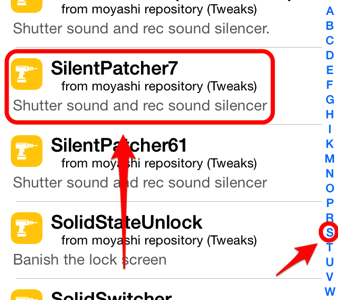 from moyashi repository (Tweaks)
Shutter sound and rec sound silencer.
SilentPatcher7
from moyashi repository (Tweaks)
Shutter sound and rec sound silencer
SilentPatcher61
from moyashi repository (Tweaks)
Shutter sound and rec sound silencer
SolidStateUnlock
from moyashi repository (Tweaks)
Banish the lock screen
SolidSwitcher
A
B
C
D
E
F
G
H
I
K
M
N
O
P
R
S
T
U
V
W